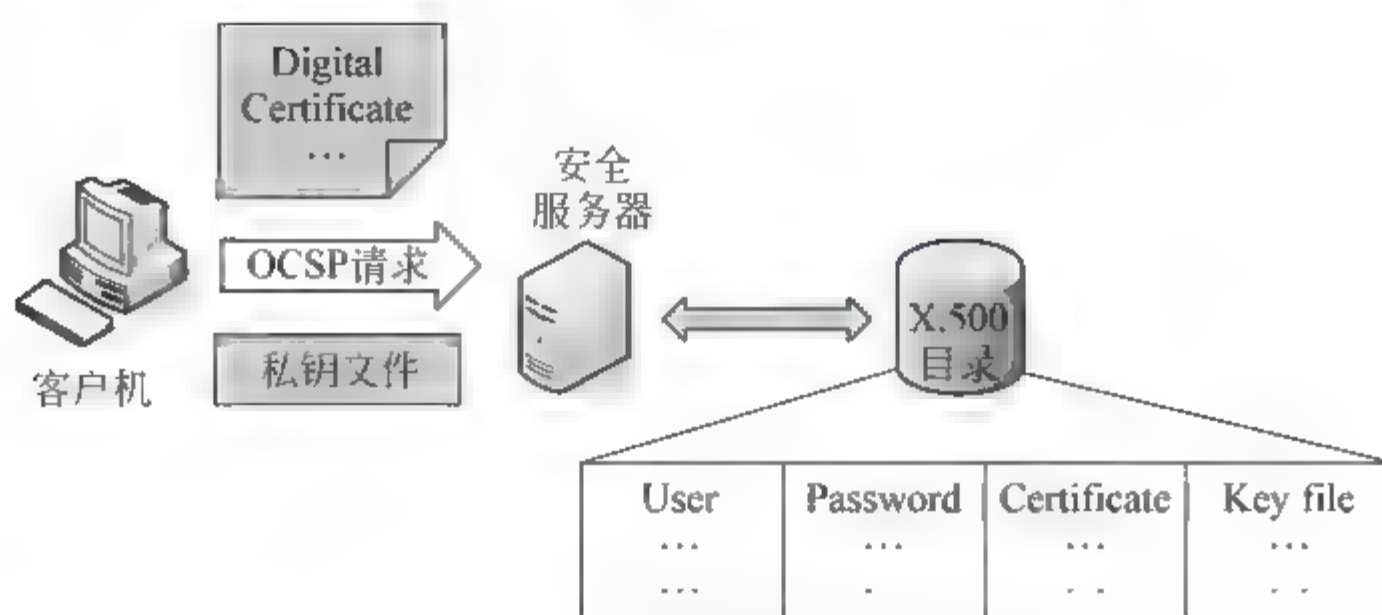 Digital
Certificate
...
安全
服务器
OCSP请求
X.500
目录
私钥文件
客户机
User Password Certificate Key file
... ... ... ...
... . . . . .